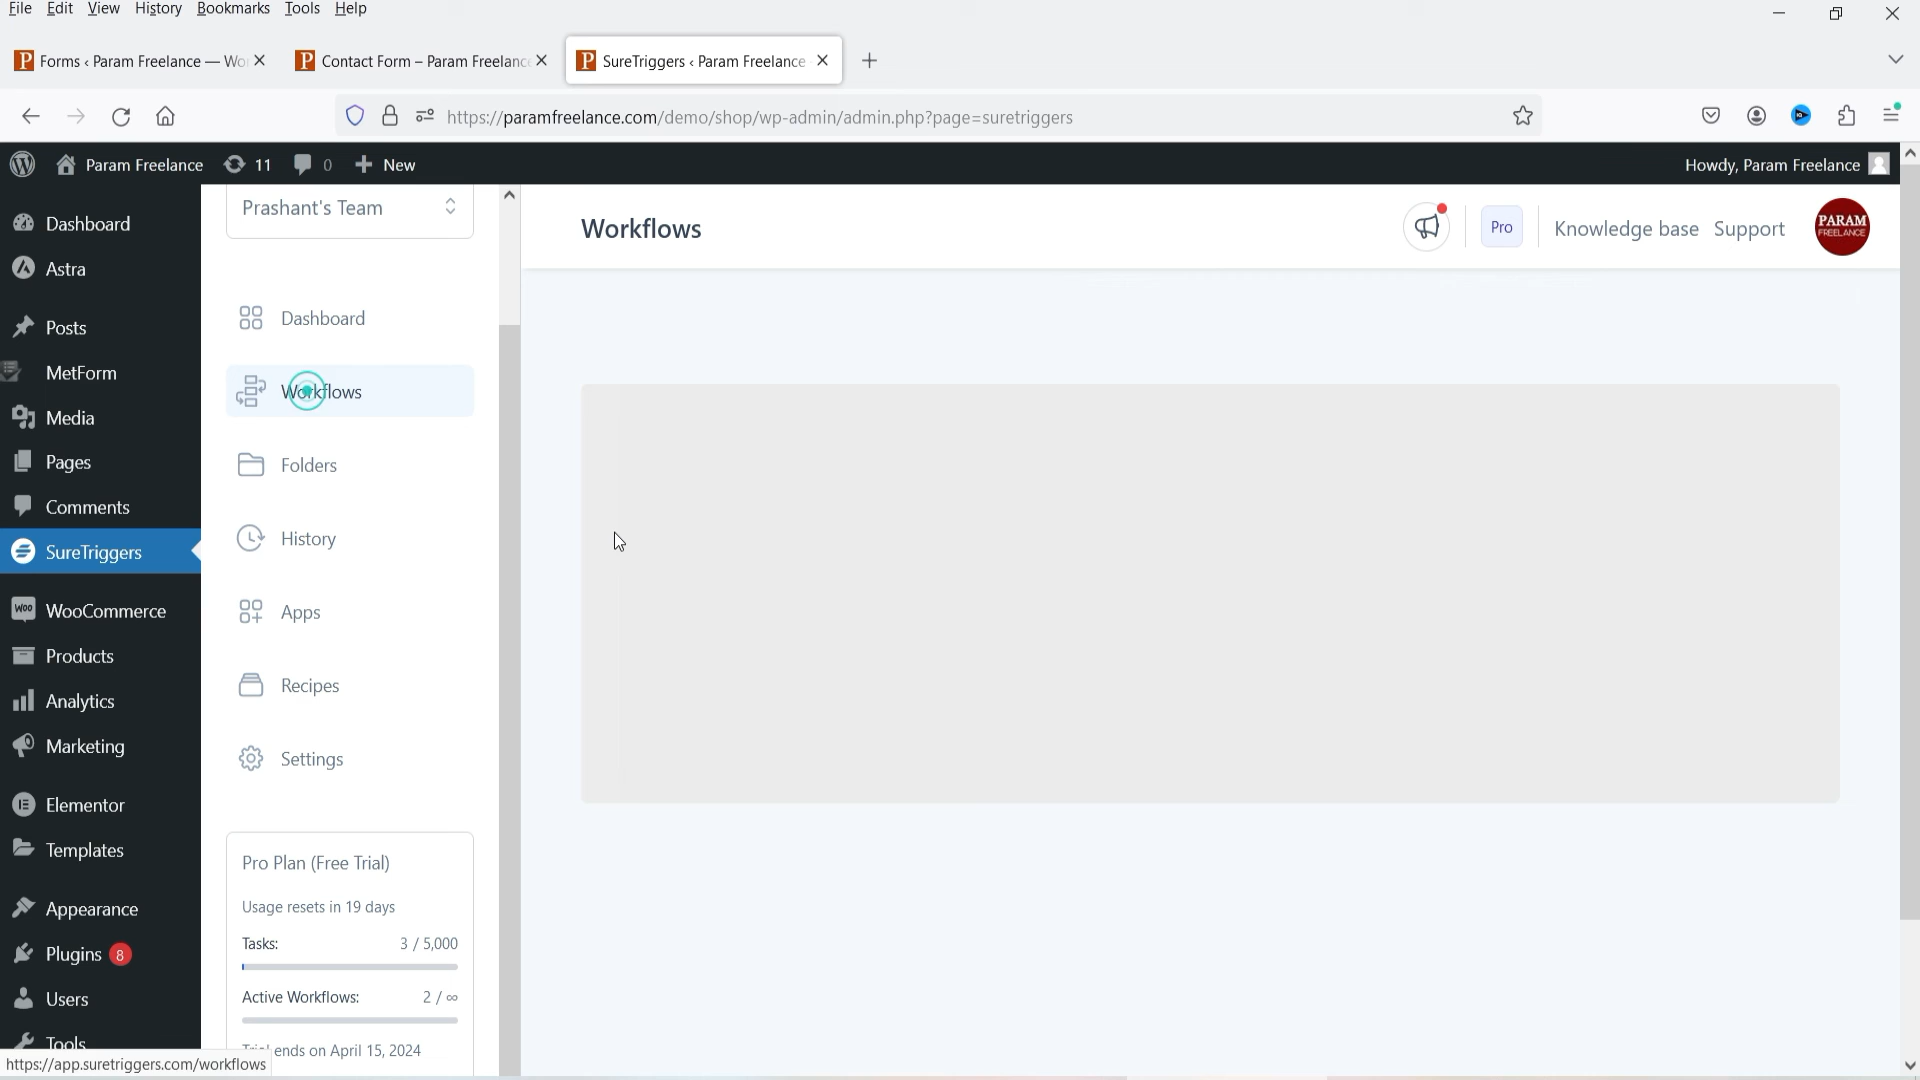 File Edit View History Bookmarks Tools Help
Forms ‹ Param Freelance — Wo
Contact Form – Param Freelanc
SureTriggers ‹ Param Freelance
https://paramfreelance.com/demo/shop/wp-admin/admin.php?page=suretriggers
Param Freelance 11 0 New
Howdy, Param Freelance
Dashboard
Astra
Posts
MetForm
Media
Pages
Comments
SureTriggers
WooCommerce
Products
Analytics
Marketing
Elementor
Templates
Appearance
Plugins 8
Users
Tools
Prashant's Team
Dashboard
Workflows
Folders
History
Apps
Recipes
Settings
Pro Plan (Free Trial)
Usage resets in 19 days
Tasks: 3 / 5,000
Active Workflows: 2 / ∞
Trial ends on April 15, 2024
Workflows
Pro
Knowledge base
Support
PARAM
FREELANCE
https://app.suretriggers.com/workflows